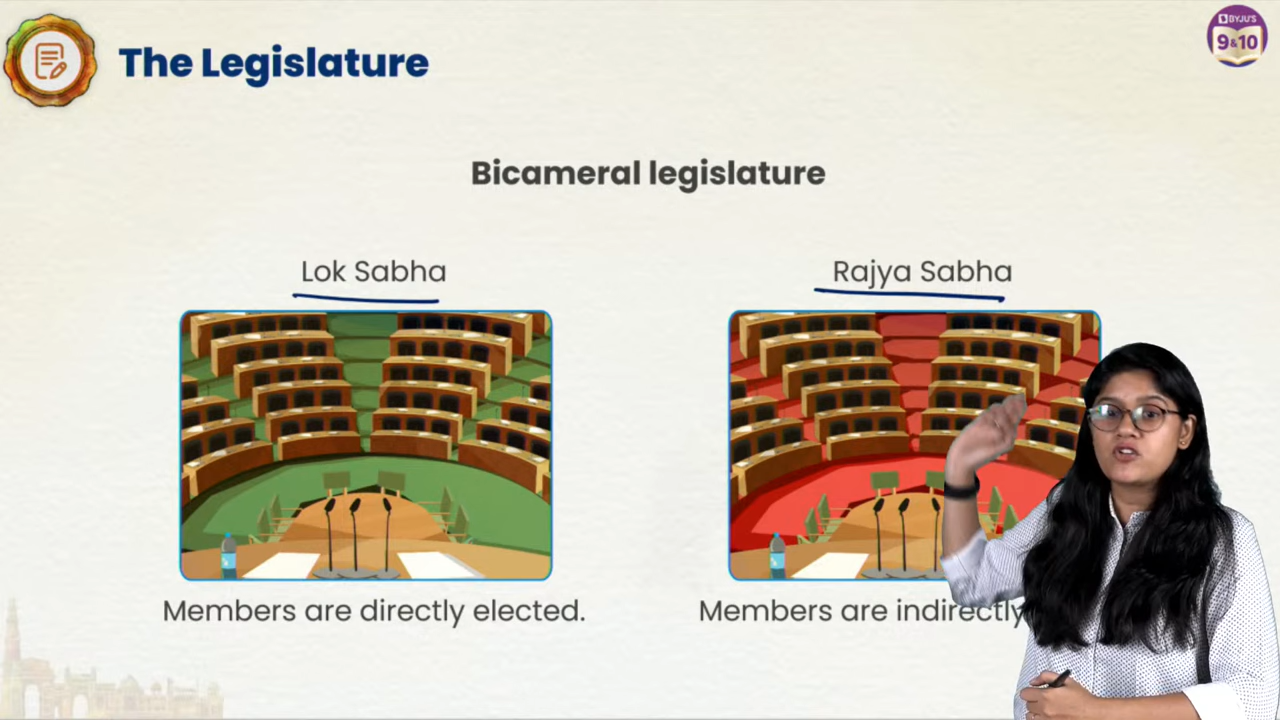 The Legislature
BYJU'S
9&10
Bicameral legislature
Lok Sabha
Rajya Sabha
Members are directly elected.
Members are indirectly